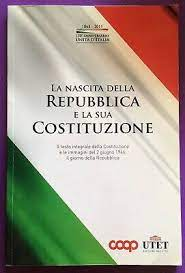 1861 · 2011
150° ANNIVERSARIO
UNITÀ D'ITALIA
LA NASCITA DELLA
REPUBBLICA
E LA SUA
COSTITUZIONE
Il testo integrale della Costituzione
e le immagini del 2 giugno 1946,
il giorno della Repubblica
coop
UTET